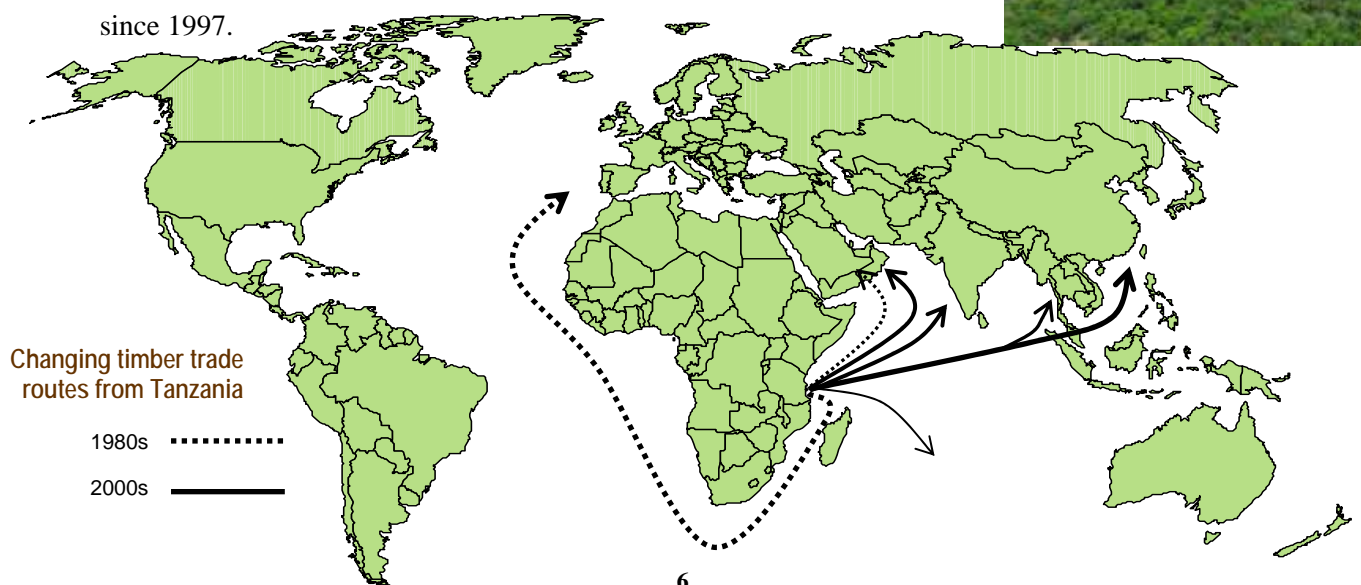 since 1997.
Changing timber trade
routes from Tanzania
1980s
2000s
6